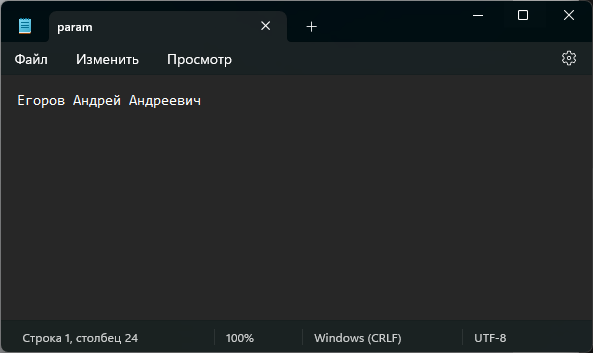 param
Файл Изменить Просмотр
Егоров Андрей Андреевич
Строка 1, столбец 24 100% Windows (CRLF) UTF-8